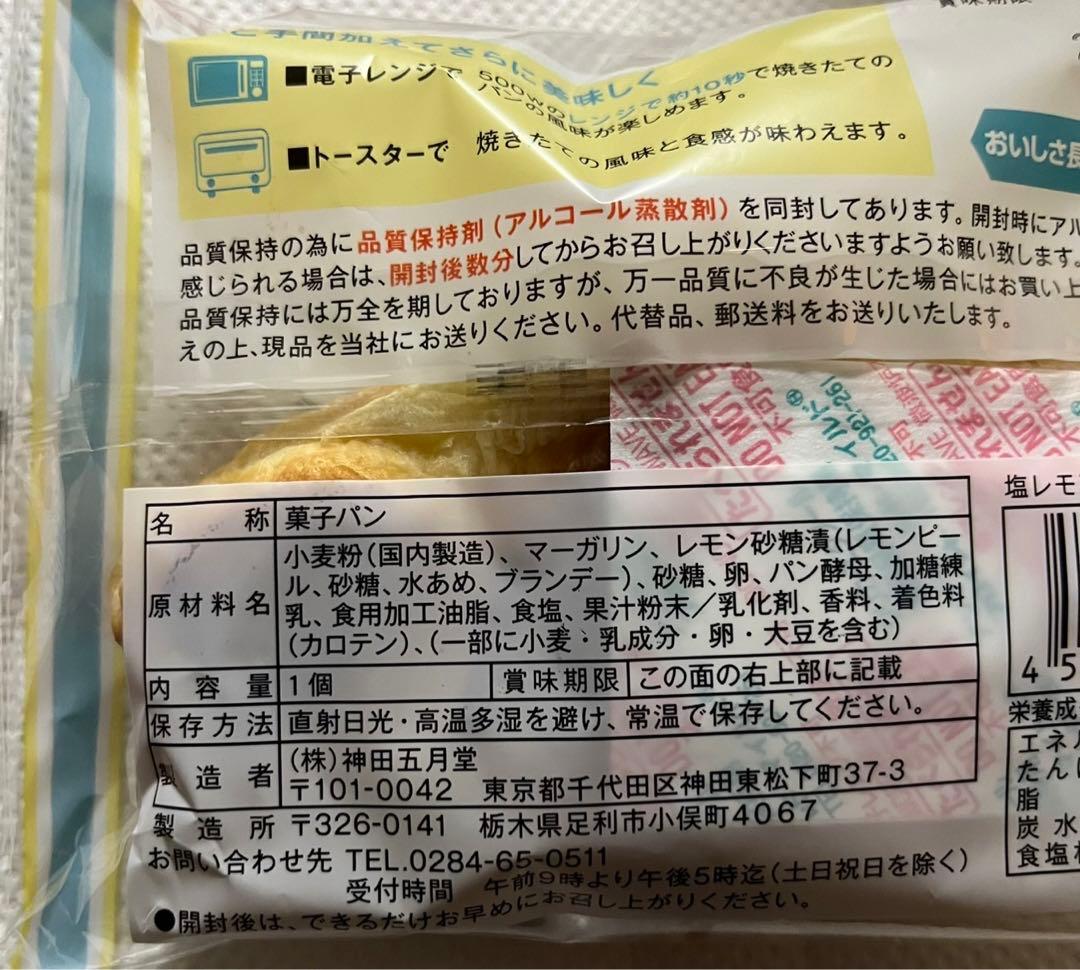 手間加えてさらに美味しく
■電子レンジで 500Wのレンジで約10秒で焼きたてのパンの風味が楽しめます。
■トースターで 焼きたての風味と食感が味わえます。
おいしさ長
品質保持の為に品質保持剤(アルコール蒸散剤)を同封してあります。開封時にアル
感じられる場合は、開封後数分してからお召し上がりくださいますようお願い致します。
品質保持には万全を期しておりますが、万一品質に不良が生じた場合にはお買い上
えの上、現品を当社にお送りください。代替品、郵送料をお送りいたします。
DO NOT EA
不可食
名 称 菓子パン
原材料名 小麦粉(国内製造)、マーガリン、レモン砂糖漬(レモンピー
ル、砂糖、水あめ、ブランデー)、砂糖、卵、パン酵母、加糖練
乳、食用加工油脂、食塩、果汁粉末/乳化剤、香料、着色料
(カロテン)、(一部に小麦・乳成分・卵・大豆を含む)
内容量 1個 賞味期限 この面の右上部に記載
保存方法 直射日光・高温多湿を避け、常温で保存してください。
製造者 (株)神田五月堂
〒101-0042 東京都千代田区神田東松下町37-3
製造所 〒326-0141 栃木県足利市小俣町4067
お問い合わせ先 TEL.0284-65-0511
受付時間 午前9時より午後5時迄(土日祝日を除く)
●開封後は、できるだけお早めにお召し上がりください。
塩レモ
4 5
栄養成
エネル
たんぱ
脂
炭水
食塩